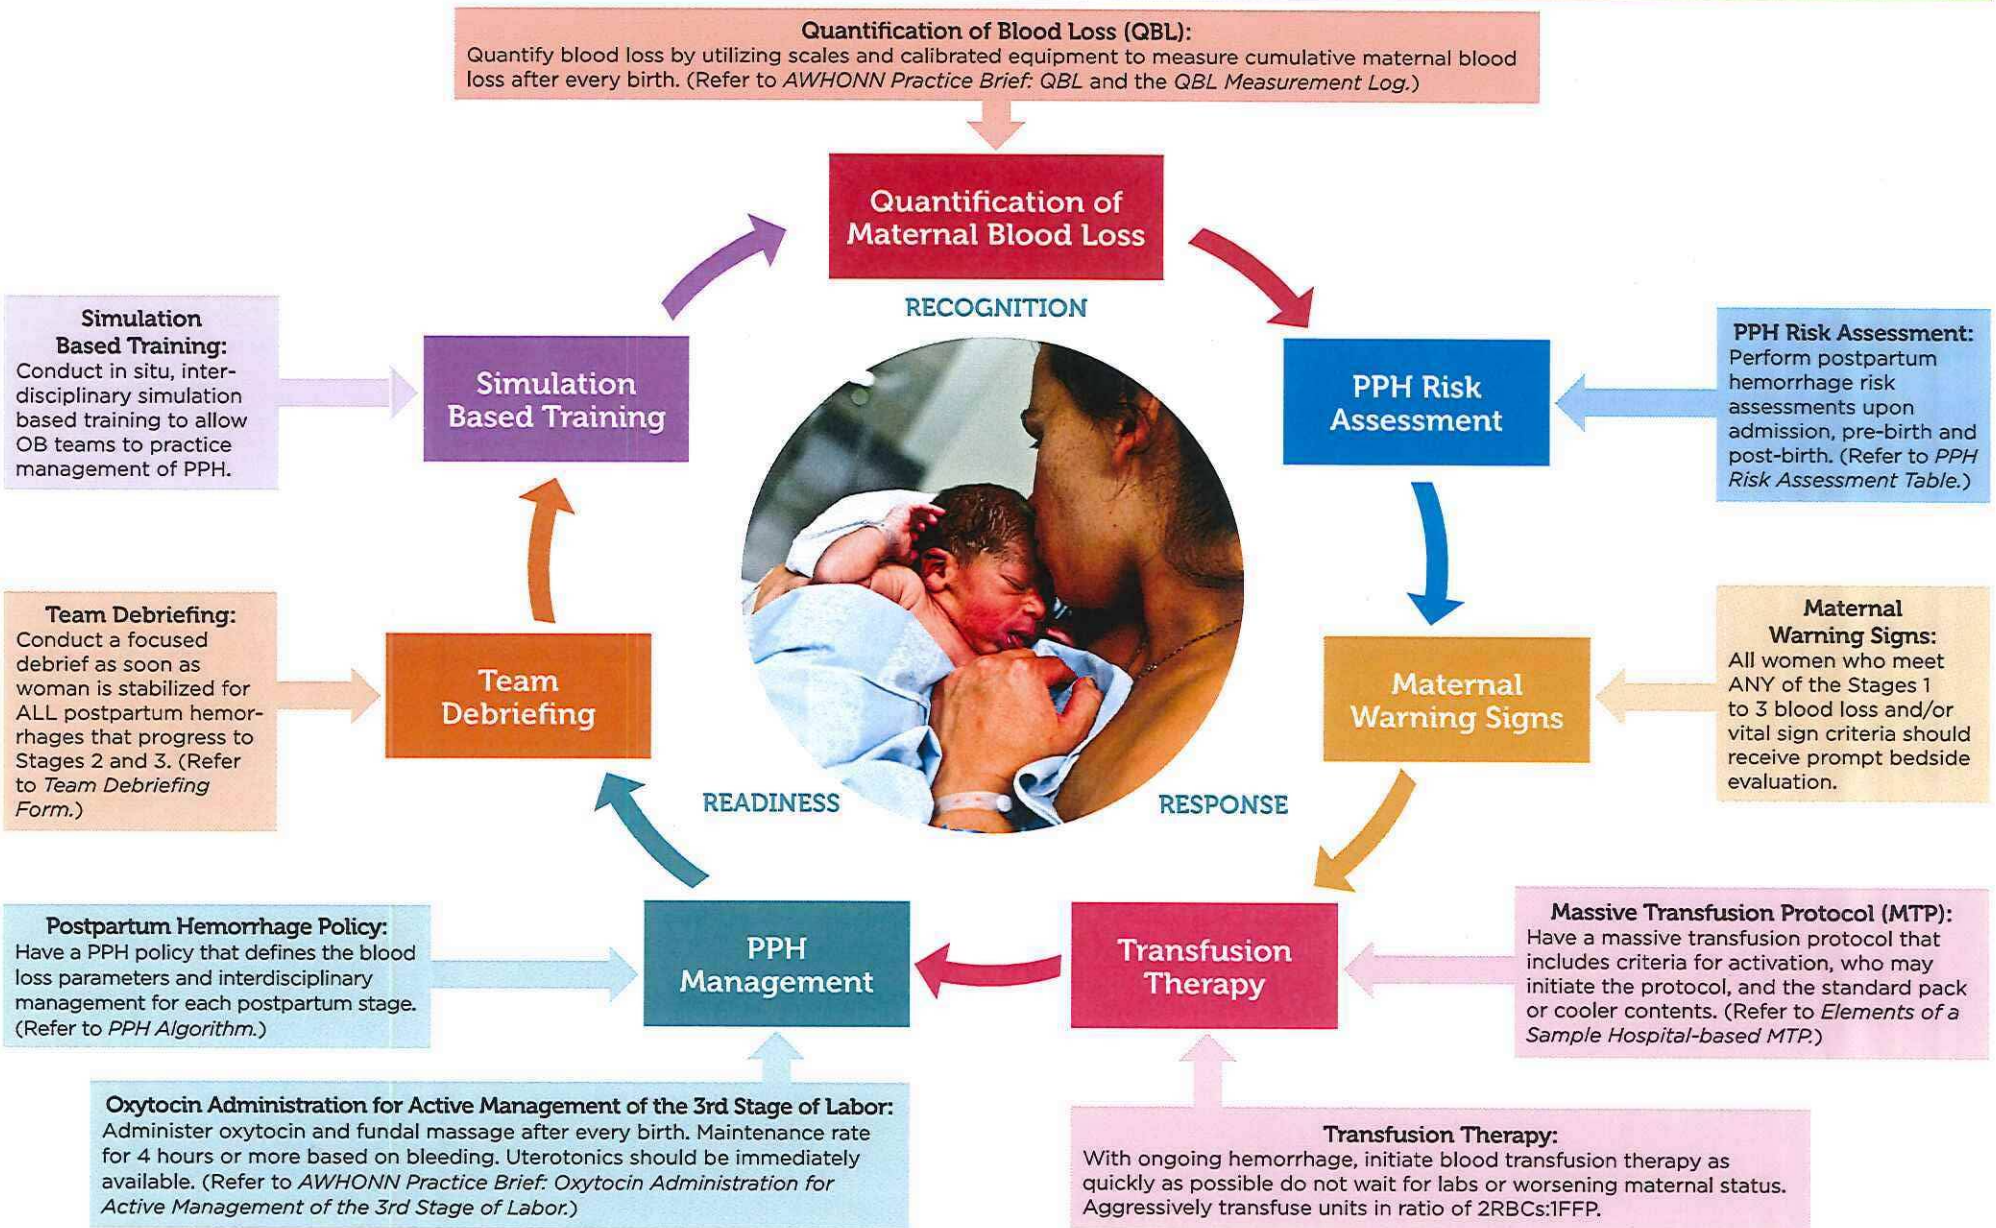 Quantification of Blood Loss (QBL):
Quantify blood loss by utilizing scales and calibrated equipment to measure cumulative maternal blood
loss after every birth. (Refer to AWHONN Practice Brief: QBL and the QBL Measurement Log.)
Quantification of
Maternal Blood Loss
RECOGNITION
Simulation
Based Training:
Conduct in situ, inter-
disciplinary simulation
based training to allow
OB teams to practice
management of PPH.
Simulation
Based Training
PPH Risk
Assessment
PPH Risk Assessment:
Perform postpartum
hemorrhage risk
assessments upon
admission, pre-birth and
post-birth. (Refer to PPH
Risk Assessment Table.)
Team Debriefing:
Conduct a focused
debrief as soon as
woman is stabilized for
ALL postpartum hemor-
rhages that progress to
Stages 2 and 3. (Refer
to Team Debriefing
Form.)
Team
Debriefing
Maternal
Warning Signs
Maternal
Warning Signs:
All women who meet
ANY of the Stages 1
to 3 blood loss and/or
vital sign criteria should
receive prompt bedside
evaluation.
READINESS
RESPONSE
Postpartum Hemorrhage Policy:
Have a PPH policy that defines the blood
loss parameters and interdisciplinary
management for each postpartum stage.
(Refer to PPH Algorithm.)
PPH
Management
Transfusion
Therapy
Massive Transfusion Protocol (MTP):
Have a massive transfusion protocol that
includes criteria for activation, who may
initiate the protocol, and the standard pack
or cooler contents. (Refer to Elements of a
Sample Hospital-based MTP.)
Oxytocin Administration for Active Management of the 3rd Stage of Labor:
Administer oxytocin and fundal massage after every birth. Maintenance rate
for 4 hours or more based on bleeding. Uterotonics should be immediately
available. (Refer to AWHONN Practice Brief: Oxytocin Administration for
Active Management of the 3rd Stage of Labor.)
Transfusion Therapy:
With ongoing hemorrhage, initiate blood transfusion therapy as
quickly as possible do not wait for labs or worsening maternal status.
Aggressively transfuse units in ratio of 2RBCs:1FFP.